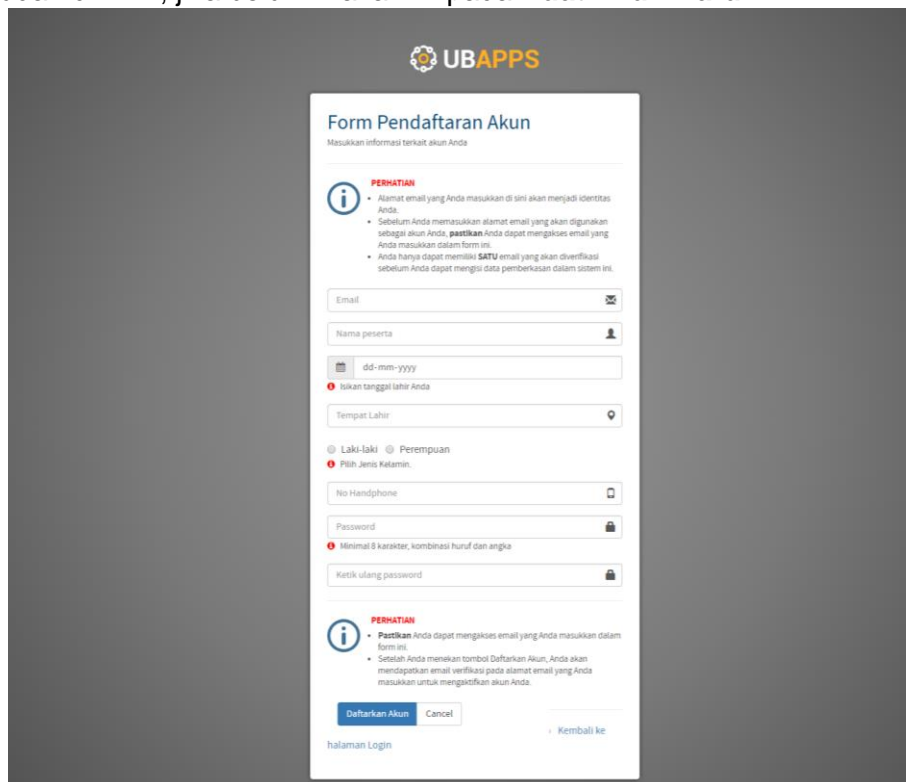 UBAPPS
Form Pendaftaran Akun
Masukkan informasi terkait akun Anda
PERHATIAN
• Alamat email yang Anda masukkan di sini akan menjadi identitas
Anda.
• Sebelum Anda memasukkan alamat email yang akan digunakan
sebagai akun Anda, pastikan Anda dapat mengakses email yang
Anda masukkan dalam form ini.
• Anda hanya dapat memiliki SATU email yang akan diverifikasi
sebelum Anda dapat mengisi data pemberkasan dalam sistem ini.
Email
Nama peserta
dd-mm-yyyy
Isikan tanggal lahir Anda
Tempat Lahir
Laki-laki Perempuan
Pilih Jenis Kelamin.
No Handphone
Password
Minimal 8 karakter, kombinasi huruf dan angka
Ketik ulang password
PERHATIAN
• Pastikan Anda dapat mengakses email yang Anda masukkan dalam
form ini.
• Setelah Anda menekan tombol Daftarkan Akun, Anda akan
mendapatkan email verifikasi pada alamat email yang Anda
masukkan untuk mengaktifkan akun Anda.
Daftarkan Akun Cancel
› Kembali ke
halaman Login